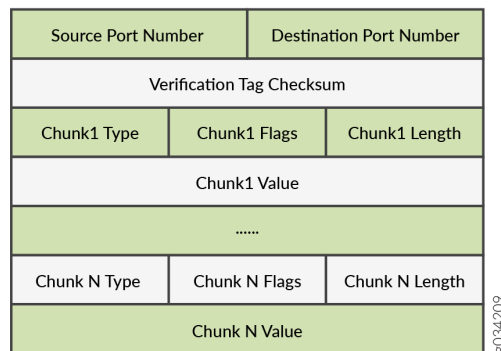 Source Port Number Destination Port Number
Verification Tag Checksum
Chunk1 Type Chunk1 Flags Chunk1 Length
Chunk1 Value
......
Chunk N Type Chunk N Flags Chunk N Length
Chunk N Value
g034209